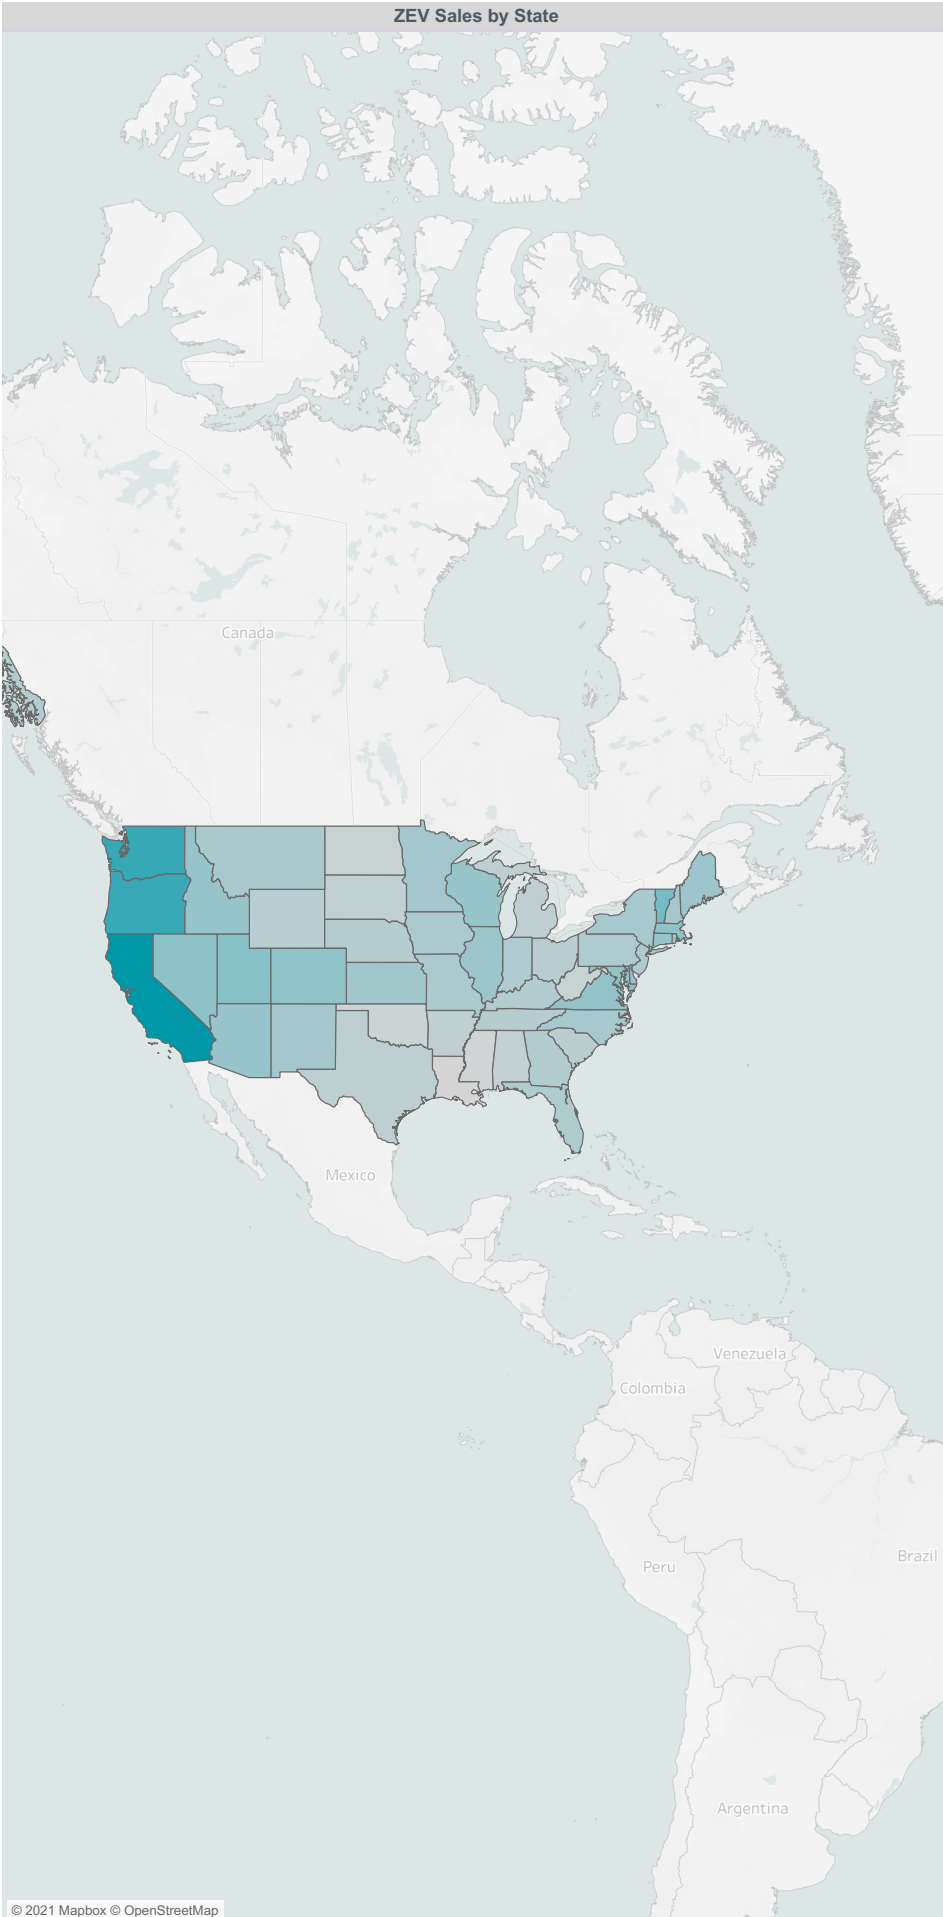 ZEV Sales by State
Canada
Mexico
Venezuela
Colombia
Brazil
Peru
Argentina
© 2021 Mapbox © OpenStreetMap